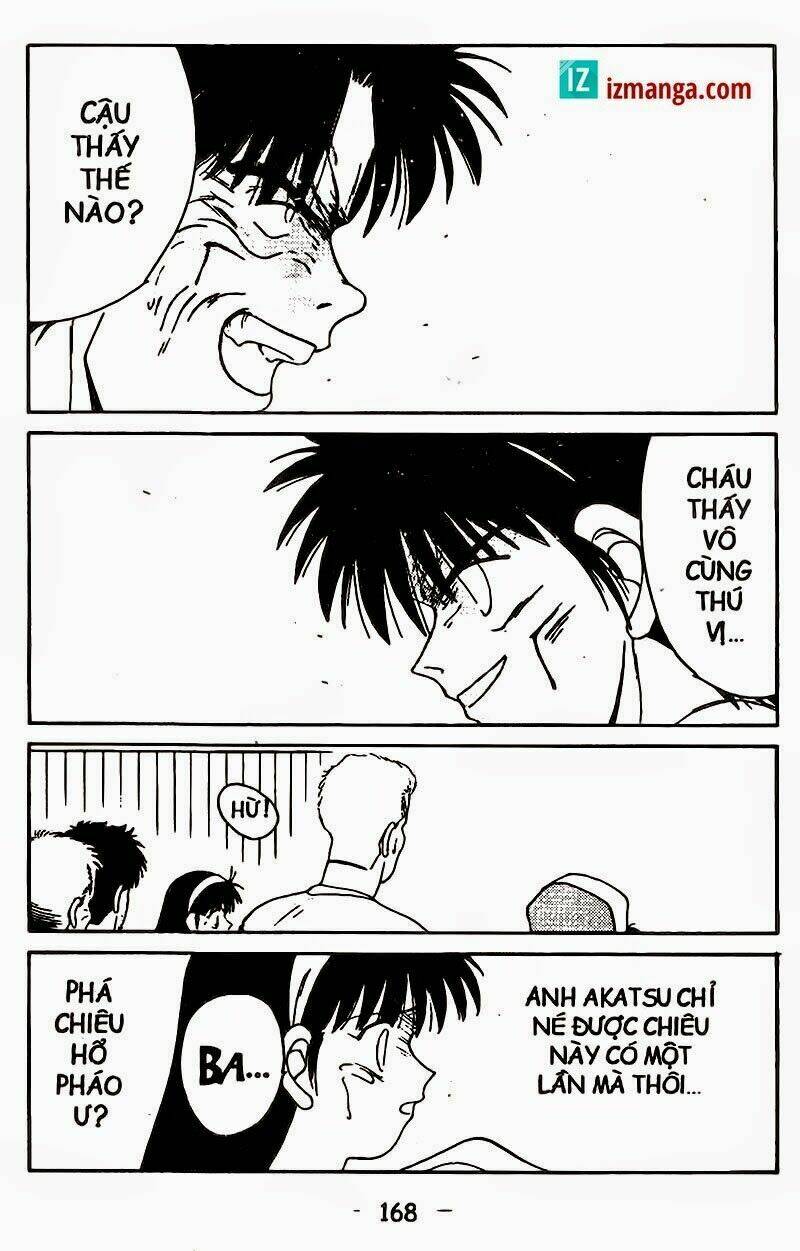 IZ izmanga.com
CẬU
THẤY
THẾ
NÀO?
CHÁU
THẤY
VÔ
CÙNG
THÚ
VỊ...
HỪ!
PHÁ
CHIÊU
HỔ
PHÁO
Ư?
BA...
ANH AKATSU CHỈ
NÉ ĐƯỢC CHIÊU
NÀY CÓ MỘT
LẦN MÀ THÔI...
- 168 -